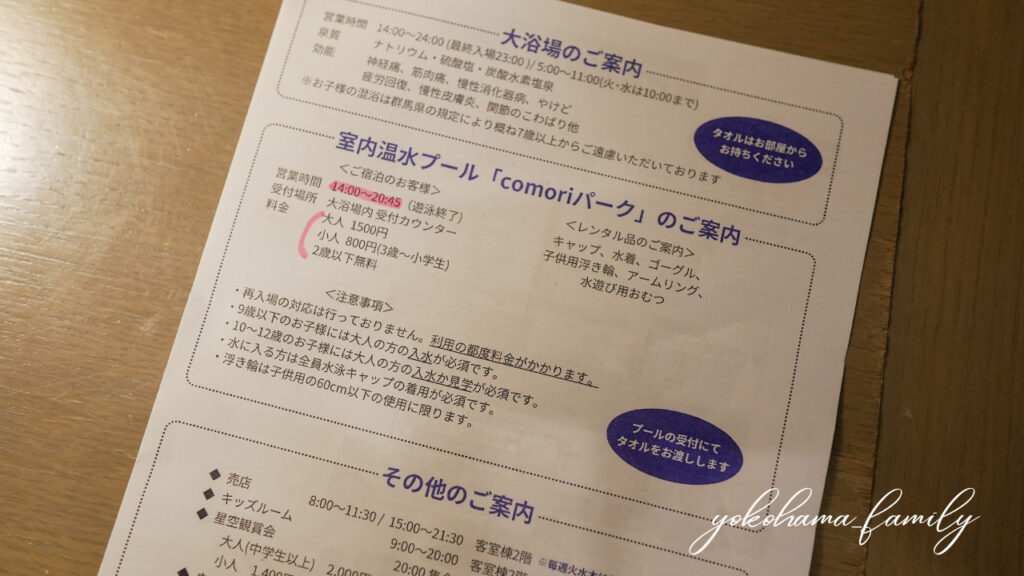 大浴場のご案内
営業時間 14:00～24:00 (最終入場23:00 )/ 5:00～11:00(火・水は10:00まで)
泉質 ナトリウム・硫酸塩・炭酸水素塩泉
効能 神経痛、筋肉痛、慢性消化器病、やけど
疲労回復、慢性皮膚炎、関節のこわばり他
※お子様の混浴は群馬県の規定により概ね7歳以上からご遠慮いただいております
タオルはお部屋から
お持ちください
室内温水プール「comoriパーク」のご案内
＜ご宿泊のお客様＞
営業時間 14:00～20:45（遊泳終了）
受付場所 大浴場内 受付カウンター
料金 大人 1500円
小人 800円(3歳～小学生)
2歳以下無料
＜レンタル品のご案内＞
キャップ、水着、ゴーグル、
子供用浮き輪、アームリング、
水遊び用おむつ
＜注意事項＞
・再入場の対応は行っておりません。利用の都度料金がかかります。
・9歳以下のお子様には大人の方の入水が必須です。
・10～12歳のお子様には大人の方の入水か見学が必須です。
・水に入る方は全員水泳キャップの着用が必須です。
・浮き輪は子供用の60cm以下の使用に限ります。
プールの受付にて
タオルをお渡しします
その他のご案内
◆ 売店 8:00～11:30 / 15:00～21:30 客室棟2階
◆ キッズルーム 9:00～20:00 客室棟2階
◆ 星空観賞会 20:00
大人(中学生以上) 2,000円
小人 1,400円
yokohama_family